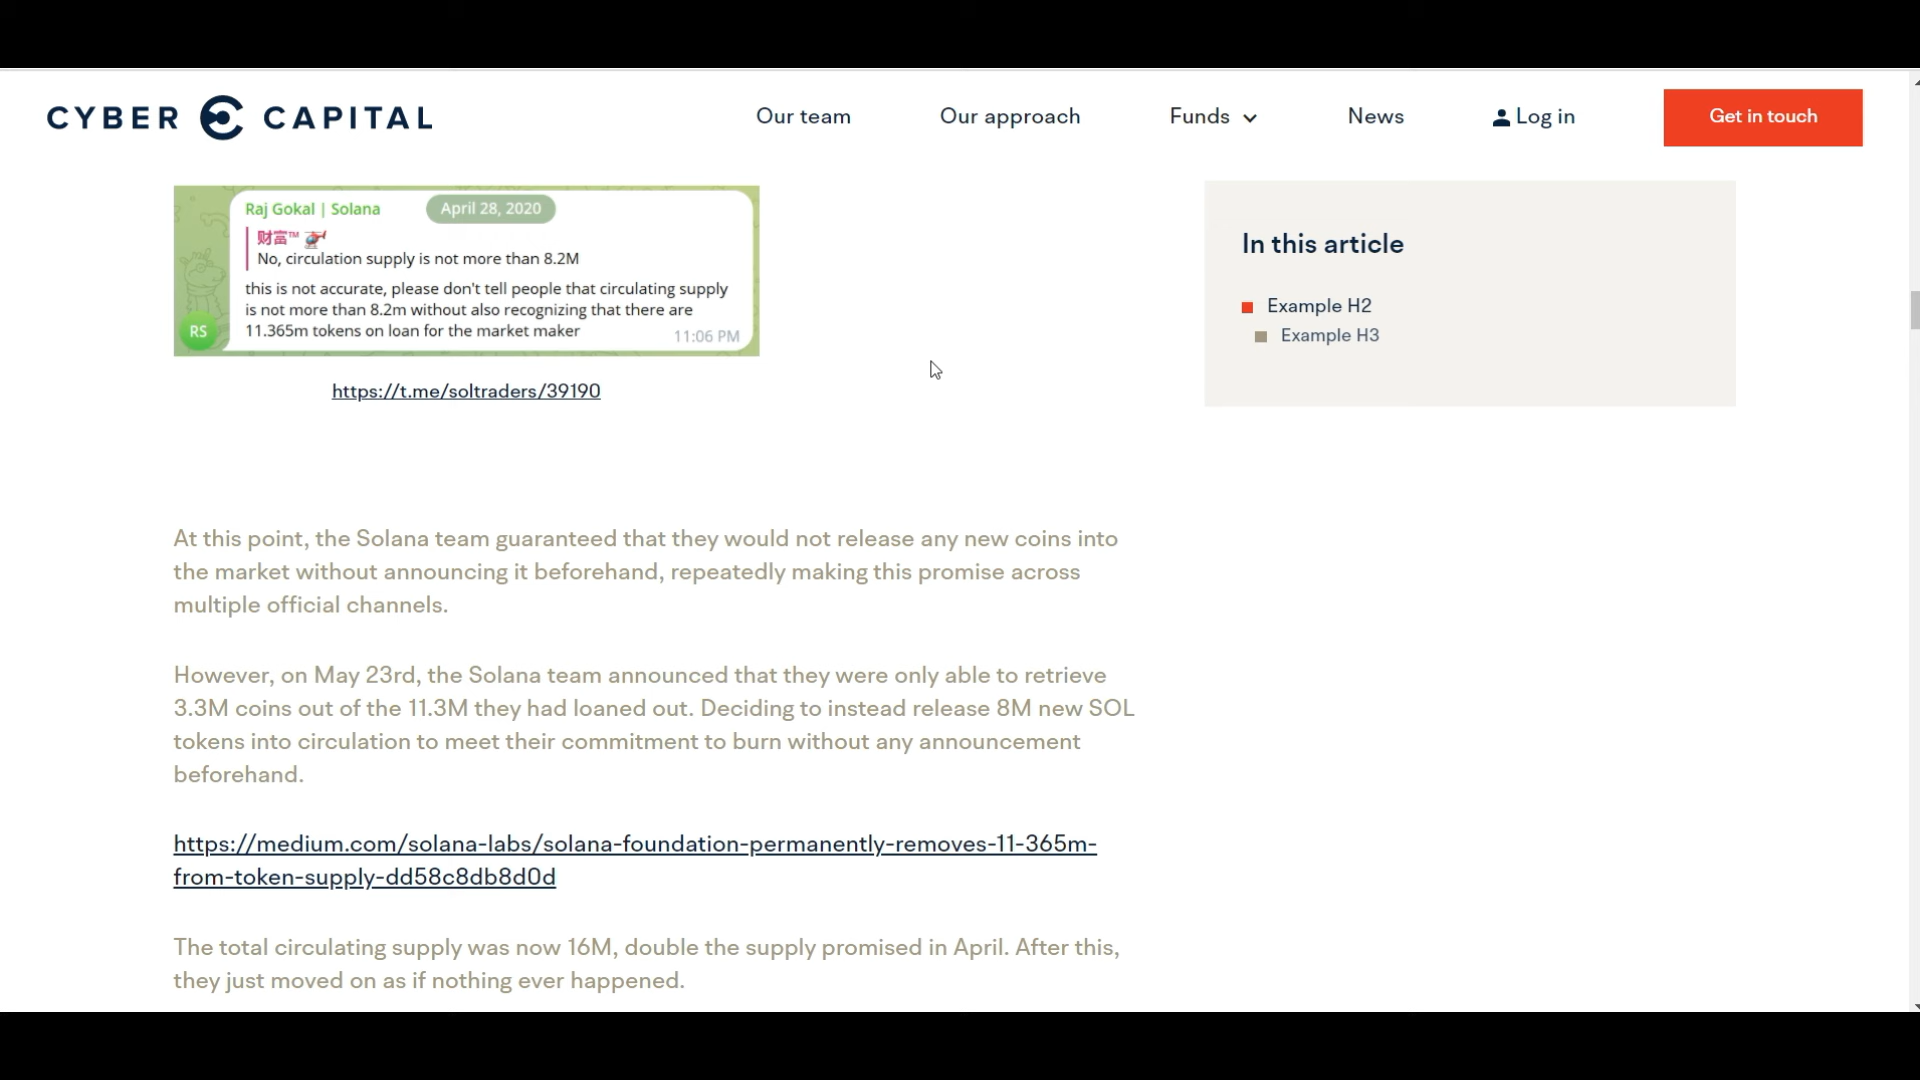 CYBER CAPITAL
Our team
Our approach
Funds
News
Log in
Get in touch
Raj Gokal | Solana
April 28, 2020
财富™
No, circulation supply is not more than 8.2M
this is not accurate, please don't tell people that circulating supply
is not more than 8.2m without also recognizing that there are
11.365m tokens on loan for the market maker
11:06 PM
RS
https://t.me/soltraders/39190
In this article
Example H2
Example H3
At this point, the Solana team guaranteed that they would not release any new coins into
the market without announcing it beforehand, repeatedly making this promise across
multiple official channels.
However, on May 23rd, the Solana team announced that they were only able to retrieve
3.3M coins out of the 11.3M they had loaned out. Deciding to instead release 8M new SOL
tokens into circulation to meet their commitment to burn without any announcement
beforehand.
https://medium.com/solana-labs/solana-foundation-permanently-removes-11-365m-
from-token-supply-dd58c8db8d0d
The total circulating supply was now 16M, double the supply promised in April. After this,
they just moved on as if nothing ever happened.